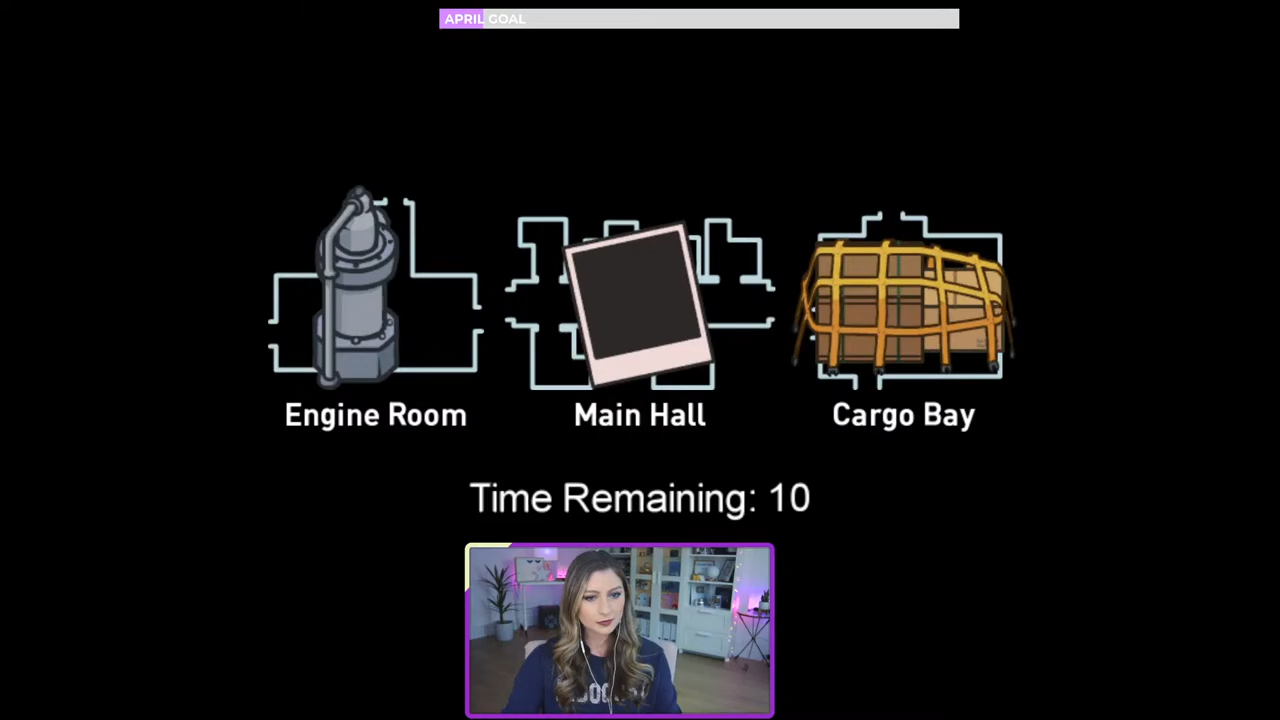 APRIL GOAL
Engine Room
Main Hall
Cargo Bay
Time Remaining: 10